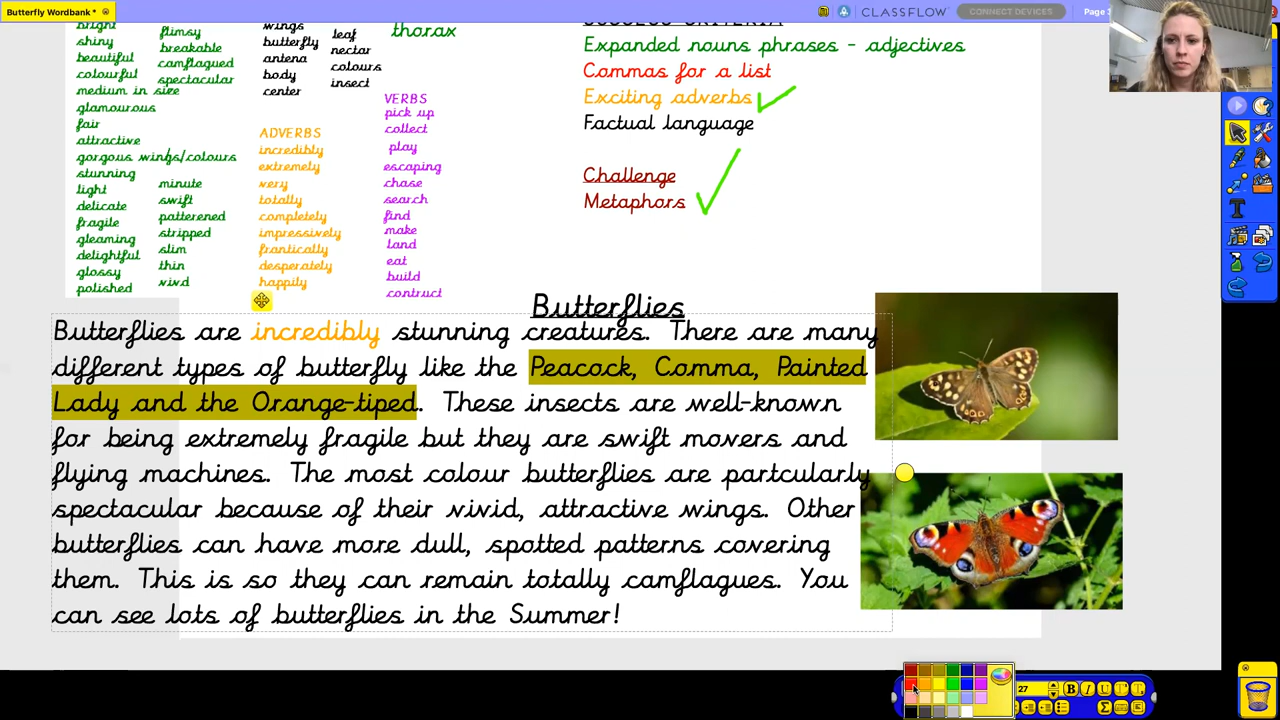 Butterfly Wordbank *
CLASSFLOW
CONNECT DEVICES
bright
shiny
beautiful
colourful
medium in size
glamourous
fair
attractive
gorgous wings/colours
stunning
light
delicate
fragile
gleaming
delightful
glossy
polished
flimsy
breakable
camflagued
spectacular
minute
swift
patterened
stripped
slim
thin
vivd
wings
butterfly
antena
body
center
leaf
nectar
colours
insect
thorax
ADVERBS
incredibly
extremely
very
totally
completely
impressively
frantically
desperately
happily
VERBS
pick up
collect
play
escaping
chase
search
find
make
land
eat
build
contruct
SUCCESS CRITERIA
Expanded nouns phrases - adjectives
Commas for a list
Exciting adverbs
Factual language
Challenge
Metaphors
Butterflies
Butterflies are incredibly stunning creatures. There are many
different types of butterfly like the Peacock, Comma, Painted
Lady and the Orange-tiped. These insects are well-known
for being extremely fragile but they are swift movers and
flying machines. The most colour butterflies are partcularly
spectacular because of their vivid, attractive wings. Other
butterflies can have more dull, spotted patterns covering
them. This is so they can remain totally camflagues. You
can see lots of butterflies in the Summer!
27
B I U